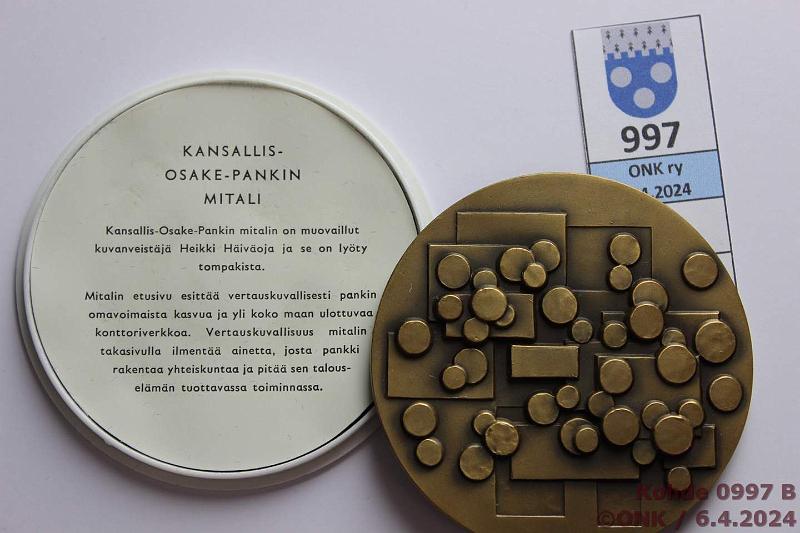 KANSALLIS-
OSAKE-PANKIN
MITALI
Kansallis-Osake-Pankin mitalin on muovaillut
kuvanveistäjä Heikki Häiväoja ja se on lyöty
tompakista.
Mitalin etusivu esittää vertauskuvallisesti pankin
omavoimaista kasvua ja yli koko maan ulottuvaa
konttoriverkkoa. Vertauskuvallisuus mitalin
takasivulla ilmentää ainetta, josta pankki
rakentaa yhteiskuntaa ja pitää sen talous-
elämän tuottavassa toiminnassa.
997
ONK ry
.4.2024
Kohde 0997 B
©ONK / 6.4.2024